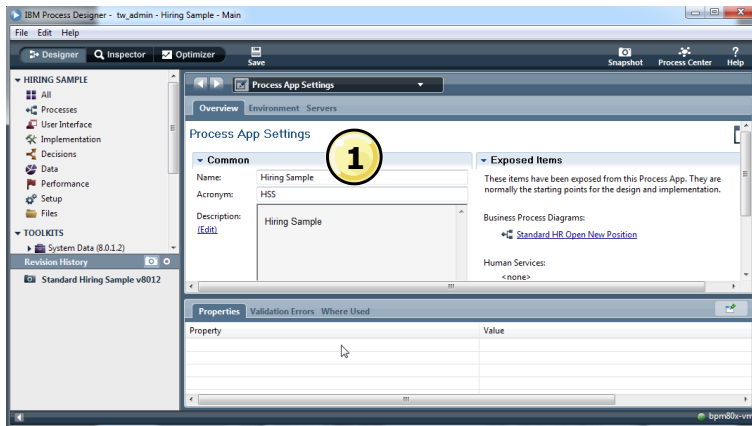 IBM Process Designer - tw_admin - Hiring Sample - Main
File Edit Help
Designer Inspector Optimizer Save Snapshot Process Center Help
HIRING SAMPLE
All
Processes
User Interface
Implementation
Decisions
Data
Performance
Setup
Files
TOOLKITS
System Data (8.0.1.2)
Revision History
Standard Hiring Sample v8012
Process App Settings
Overview Environment Servers
Process App Settings
1
Common
Name: Hiring Sample
Acronym: HSS
Description: Hiring Sample
(Edit)
Exposed Items
These items have been exposed from this Process App. They are
normally the starting points for the design and implementation.
Business Process Diagrams:
Standard HR Open New Position
Human Services:
<none>
Properties Validation Errors Where Used
Property Value
bpm80x-vm